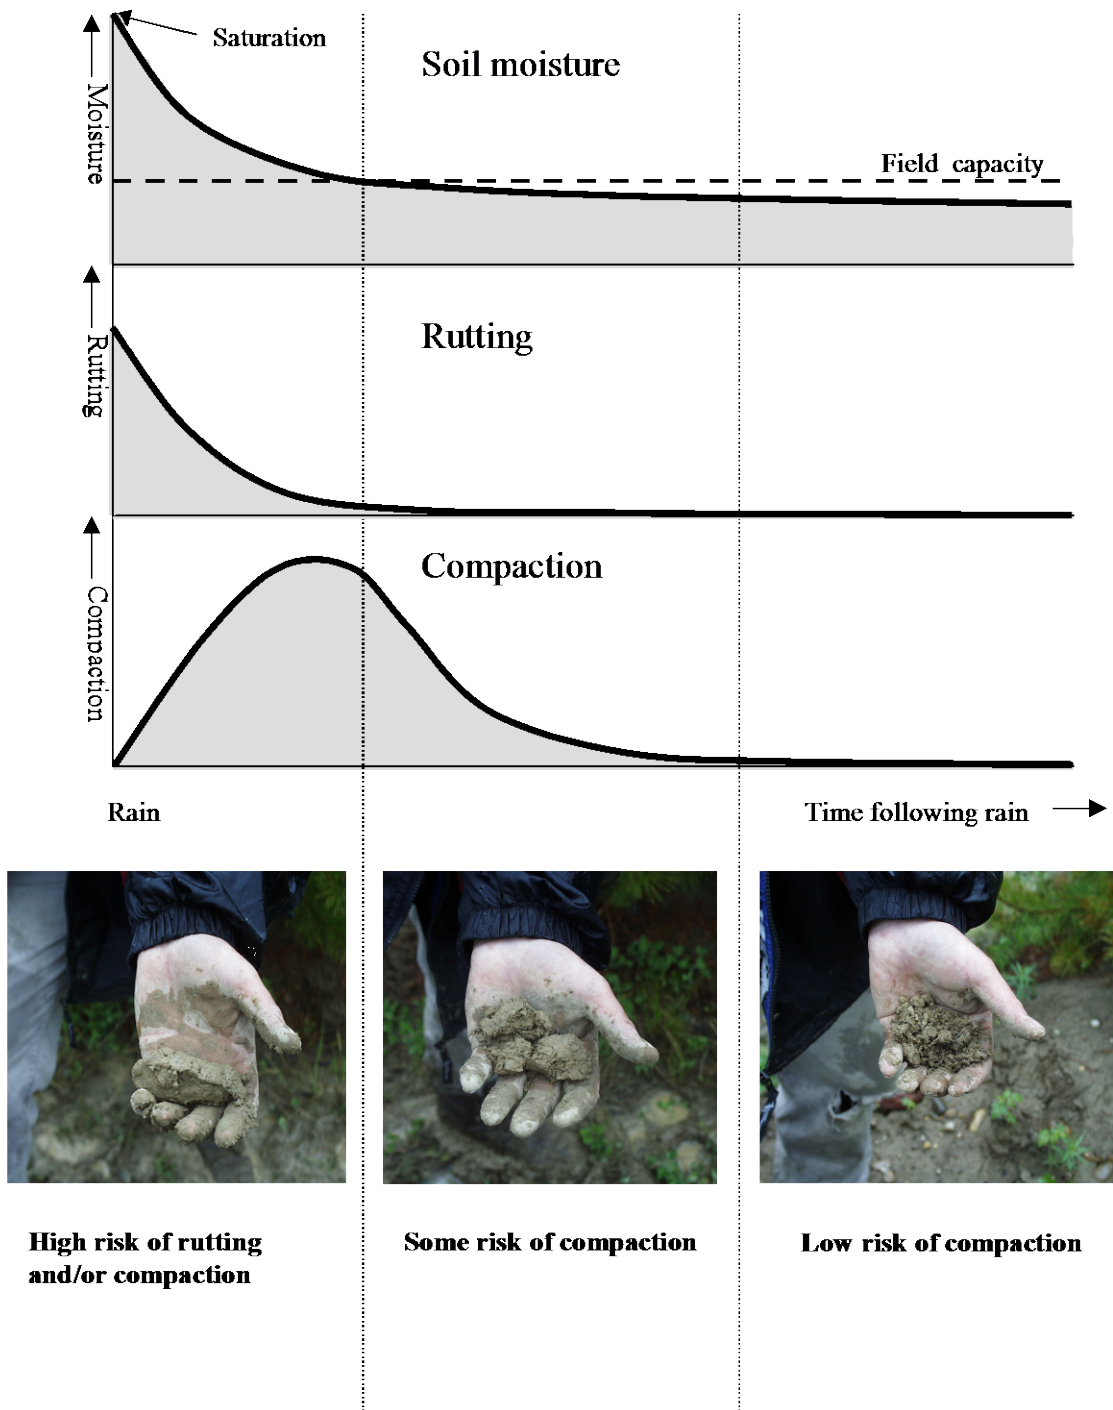 Saturation
Soil moisture
Moisture
Field capacity
Rutting
Rutting
Compaction
Compaction
Rain
Time following rain
High risk of rutting
and/or compaction
Some risk of compaction
Low risk of compaction